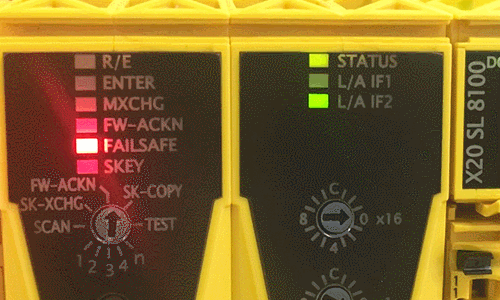 R/E
ENTER
MXCHG
FW-ACKN
FAILSAFE
SKEY
FW-ACKN
SK-COPY
SK-XCHG
SCAN
TEST
1 2 3 4 n
STATUS
L/A IF1
L/A IF2
C
8 0 x16
4
C
X20 SL 8100